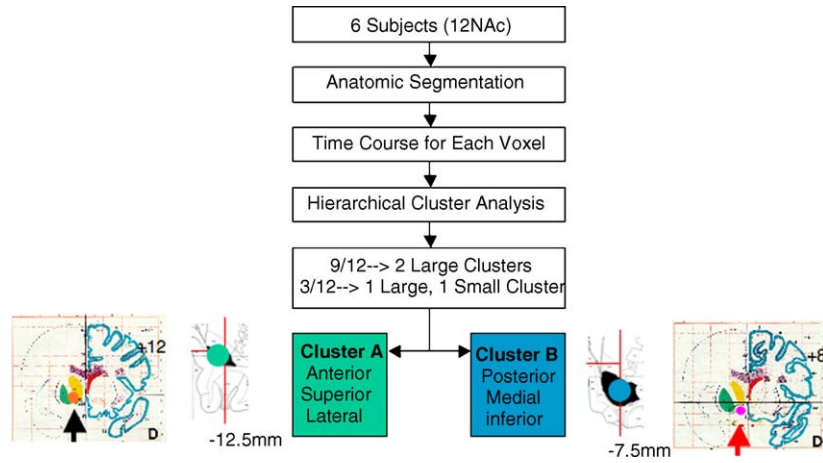 6 Subjects (12NAc)
Anatomic Segmentation
Time Course for Each Voxel
Hierarchical Cluster Analysis
9/12--> 2 Large Clusters
3/12--> 1 Large, 1 Small Cluster
+12
D
-12.5mm
Cluster A
Anterior
Superior
Lateral
Cluster B
Posterior
Medial
inferior
-7.5mm
+8
D